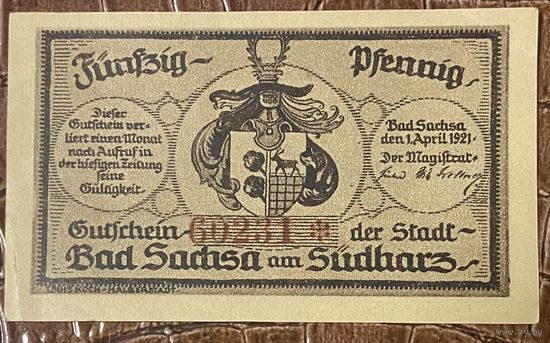 Fünfzig - Pfennig
Dieser
Gutschein ver-
liert einen Monat
nach Aufruf in
der hiesigen Zeitung
seine
Gültigkeit.
Bad Sachsa
den 1. April 1921.
Der Magistrat.
Gutschein 60231 * der Stadt
Bad Sachsa am Südharz